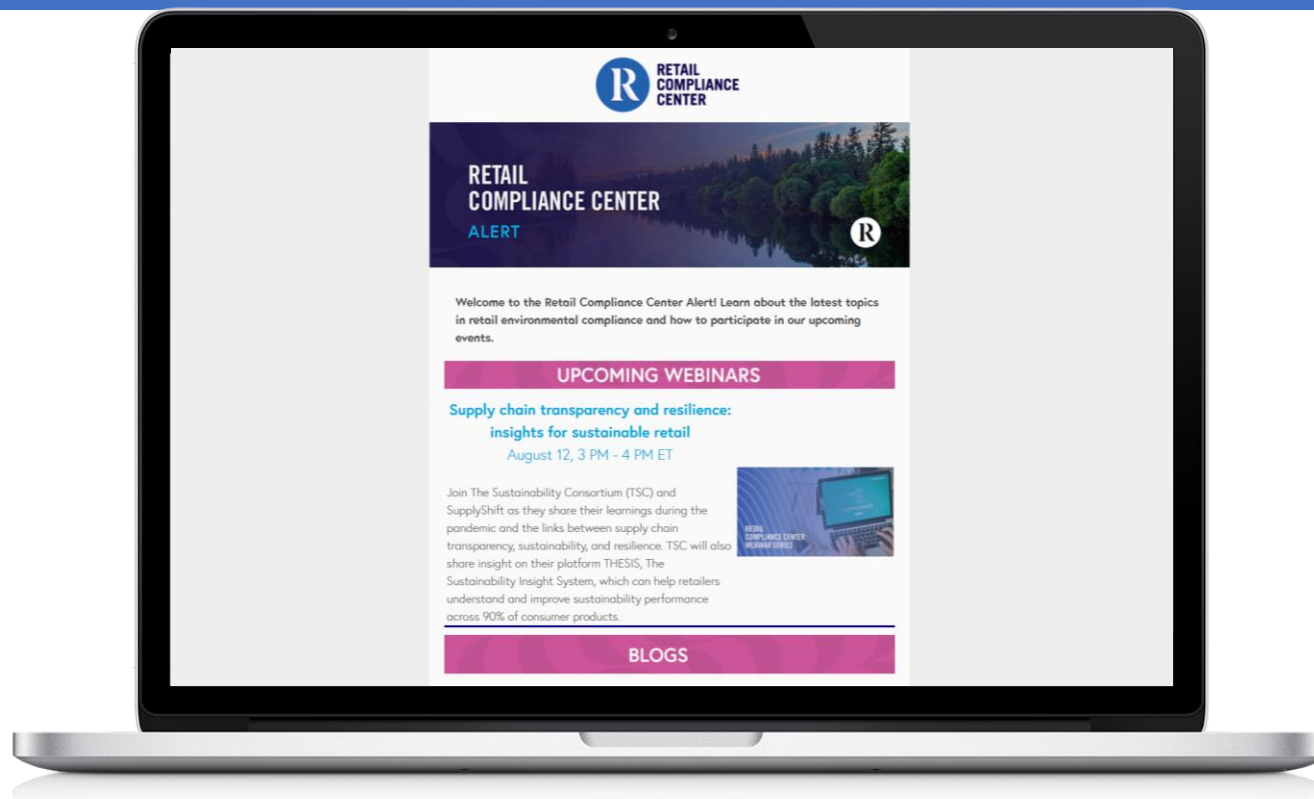 R
RETAIL
COMPLIANCE
CENTER
RETAIL
COMPLIANCE CENTER
ALERT
R
Welcome to the Retail Compliance Center Alert! Learn about the latest topics
in retail environmental compliance and how to participate in our upcoming
events.
UPCOMING WEBINARS
Supply chain transparency and resilience:
insights for sustainable retail
August 12, 3 PM - 4 PM ET
Join The Sustainability Consortium (TSC) and
SupplyShift as they share their learnings during the
pandemic and the links between supply chain
transparency, sustainability, and resilience. TSC will also
share insight on their platform THESIS, The
Sustainability Insight System, which can help retailers
understand and improve sustainability performance
across 90% of consumer products.
RETAIL
COMPLIANCE CENTER
WEBINAR SERIES
COMPLIANCE
BLOGS